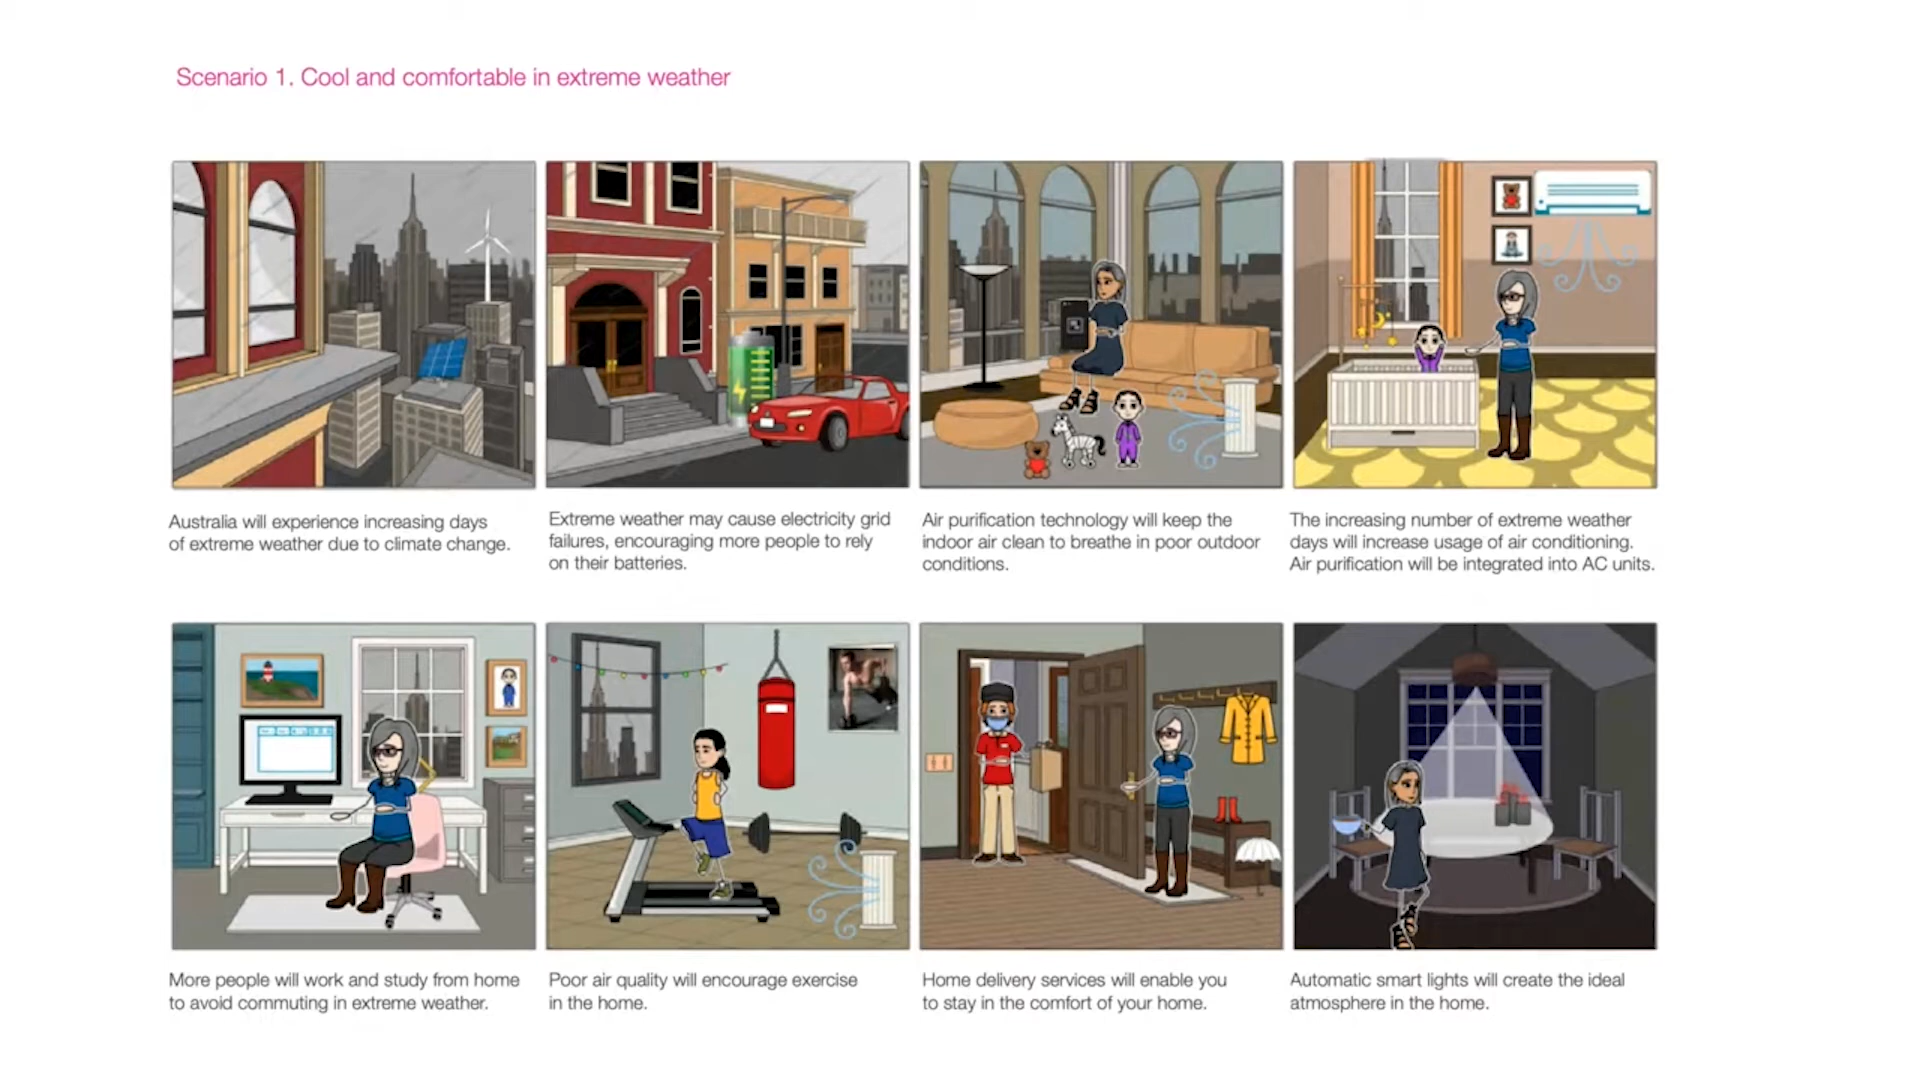 Scenario 1. Cool and comfortable in extreme weather
Australia will experience increasing days
of extreme weather due to climate change.
Extreme weather may cause electricity grid
failures, encouraging more people to rely
on their batteries.
Air purification technology will keep the
indoor air clean to breathe in poor outdoor
conditions.
The increasing number of extreme weather
days will increase usage of air conditioning.
Air purification will be integrated into AC units.
More people will work and study from home
to avoid commuting in extreme weather.
Poor air quality will encourage exercise
in the home.
Home delivery services will enable you
to stay in the comfort of your home.
Automatic smart lights will create the ideal
atmosphere in the home.